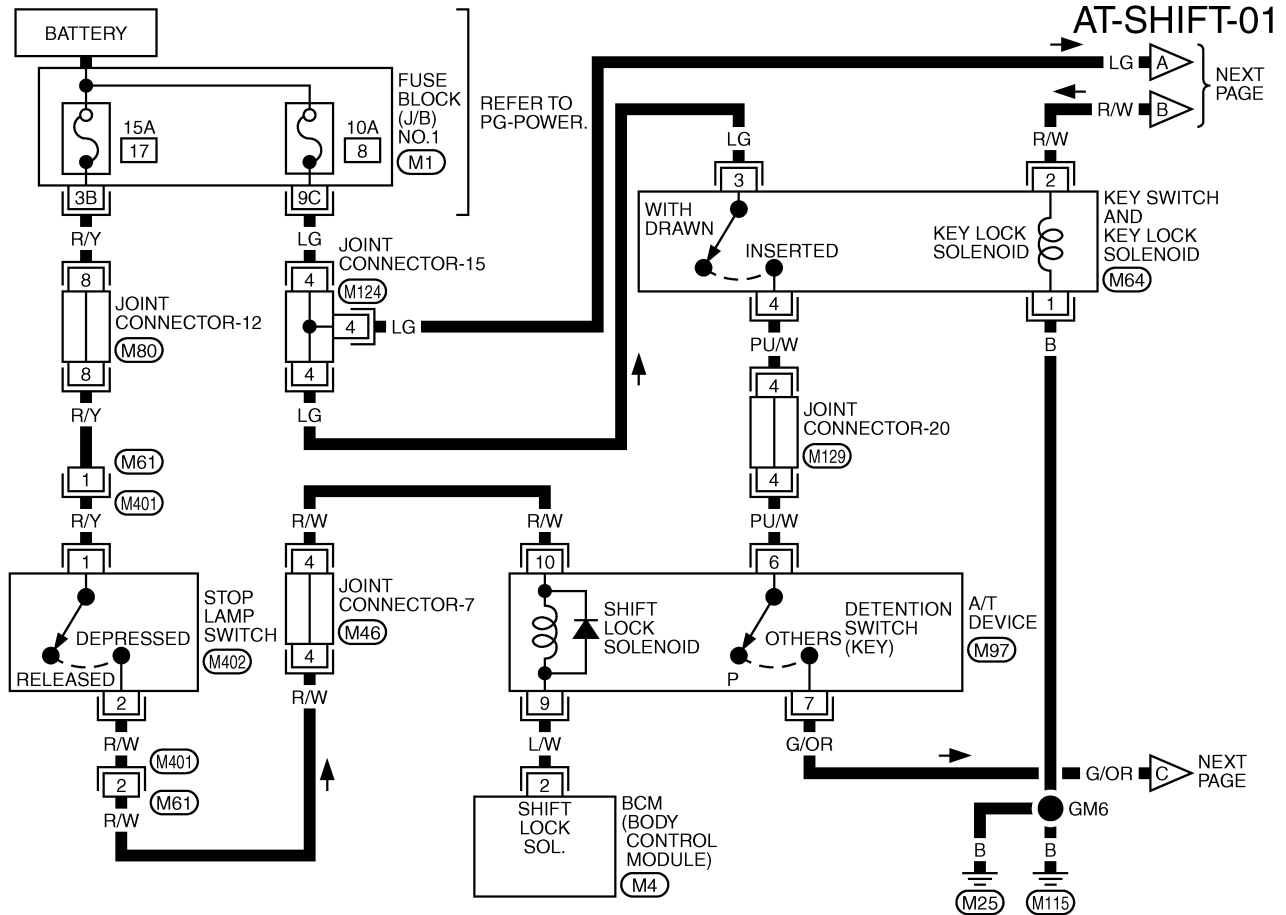 AT-SHIFT-01
BATTERY
FUSE
BLOCK
(J/B)
NO.1
M1
REFER TO
PG-POWER.
15A
17
10A
8
3B
9C
R/Y
LG
8
JOINT
CONNECTOR-12
M80
8
R/Y
M61
1
M401
R/Y
1
STOP
LAMP
SWITCH
M402
DEPRESSED
RELEASED
2
R/W
M401
2
M61
R/W
JOINT
CONNECTOR-15
M124
4
4
LG
4
LG
R/W
4
JOINT
CONNECTOR-7
M46
4
R/W
LG
A
NEXT
PAGE
R/W
B
LG
3
R/W
2
WITH
DRAWN
INSERTED
KEY LOCK
SOLENOID
KEY SWITCH
AND
KEY LOCK
SOLENOID
M64
4
1
PU/W
B
4
JOINT
CONNECTOR-20
M129
4
PU/W
R/W
10
6
SHIFT
LOCK
SOLENOID
DETENTION
SWITCH
(KEY)
OTHERS
P
A/T
DEVICE
M97
9
7
L/W
G/OR
2
SHIFT
LOCK
SOL.
BCM
(BODY
CONTROL
MODULE)
M4
G/OR
C
NEXT
PAGE
GM6
B
B
M25
M115